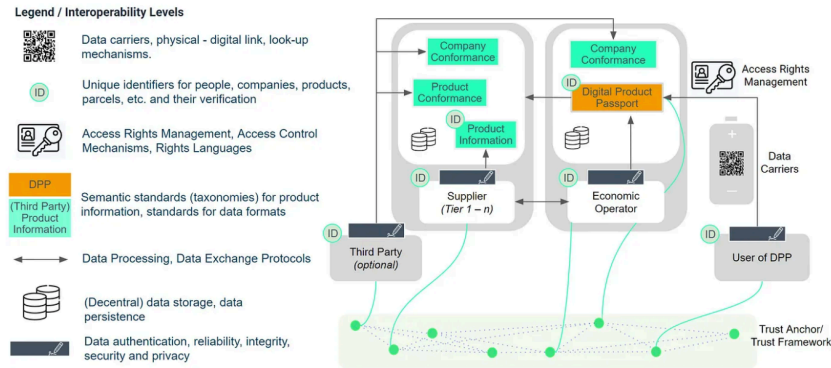 Legend / Interoperability Levels
Data carriers, physical - digital link, look-up
mechanisms.
ID
Unique identifiers for people, companies, products,
parcels, etc. and their verification
Access Rights Management, Access Control
Mechanisms, Rights Languages
DPP
(Third Party)
Product
Information
Semantic standards (taxonomies) for product
information, standards for data formats
Data Processing, Data Exchange Protocols
(Decentral) data storage, data
persistence
Data authentication, reliability, integrity,
security and privacy
Company
Conformance
Product
Conformance
ID
Product
Information
ID
Supplier
(Tier 1 – n)
ID
Third Party
(optional)
Company
Conformance
ID
Digital Product
Passport
ID
Economic
Operator
Access Rights
Management
+
Data
Carriers
ID
User of DPP
Trust Anchor/
Trust Framework